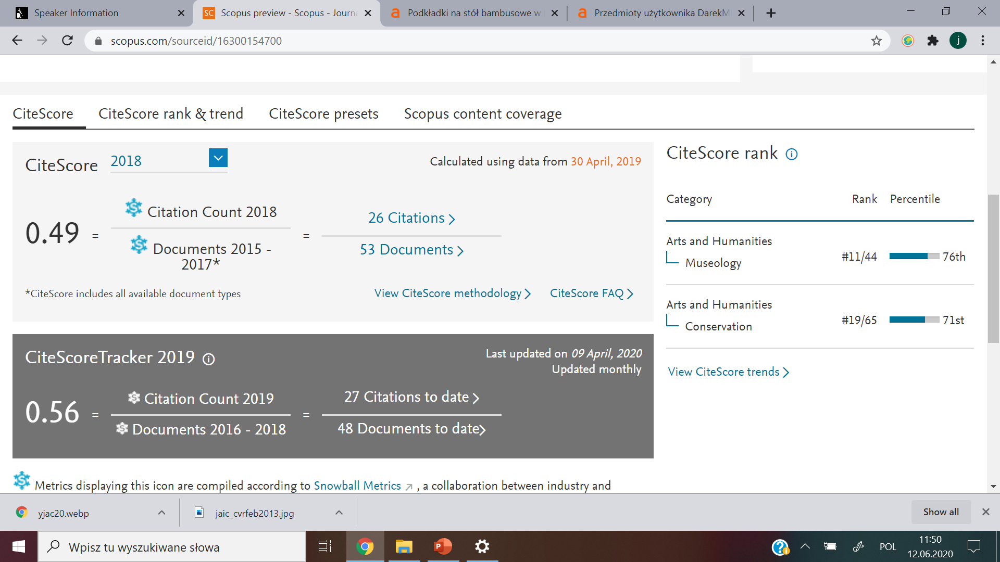 Speaker Information
SC Scopus preview - Scopus - Journa
a Podkładki na stół bambusowe w
a Przedmioty użytkownika DarekM
scopus.com/sourceid/16300154700
j
CiteScore CiteScore rank & trend CiteScore presets Scopus content coverage
CiteScore 2018
Calculated using data from 30 April, 2019
0.49 = Citation Count 2018 = 26 Citations >
Documents 2015 - 53 Documents >
2017*
*CiteScore includes all available document types
View CiteScore methodology > CiteScore FAQ >
CiteScore rank
Category Rank Percentile
Arts and Humanities
Museology #11/44 76th
Arts and Humanities
Conservation #19/65 71st
View CiteScore trends >
CiteScoreTracker 2019
Last updated on 09 April, 2020
Updated monthly
0.56 = Citation Count 2019 = 27 Citations to date >
Documents 2016 - 2018 48 Documents to date >
Metrics displaying this icon are compiled according to Snowball Metrics ↗ , a collaboration between industry and
yjac20.webp
jaic_cvrfeb2013.jpg
Show all
Wpisz tu wyszukiwane słowa
POL
11:50
12.06.2020